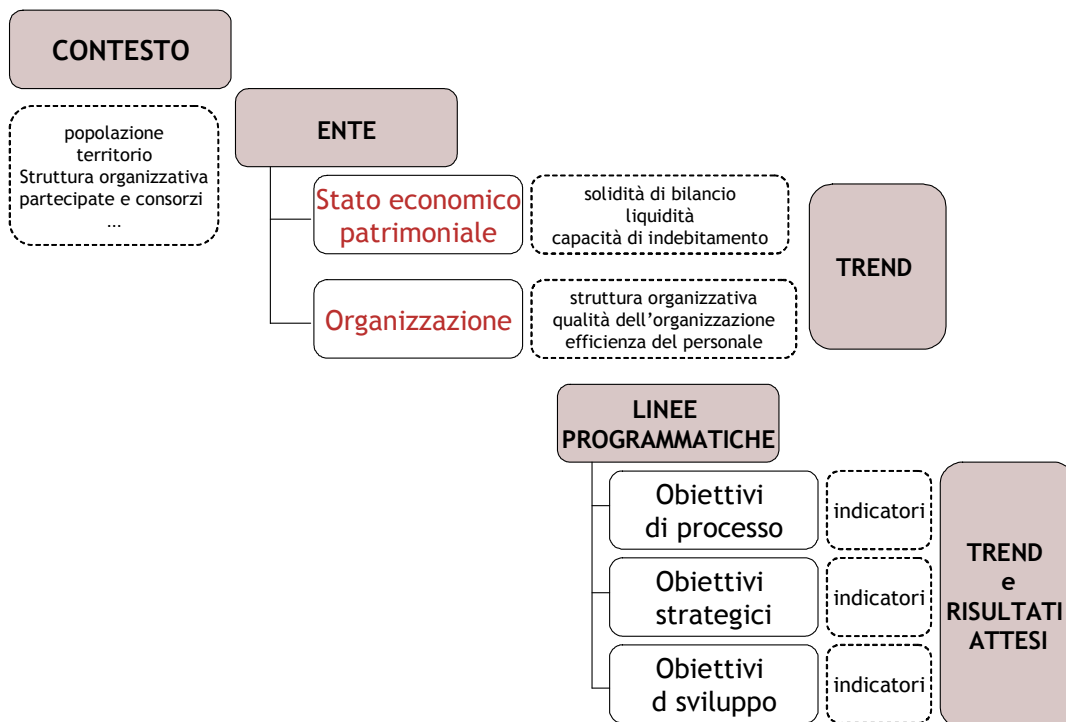 CONTESTO
popolazione
territorio
Struttura organizzativa
partecipate e consorzi
...
ENTE
Stato economico
patrimoniale
solidità di bilancio
liquidità
capacità di indebitamento
Organizzazione
struttura organizzativa
qualità dell’organizzazione
efficienza del personale
TREND
LINEE
PROGRAMMATICHE
Obiettivi
di processo
indicatori
Obiettivi
strategici
indicatori
Obiettivi
d sviluppo
indicatori
TREND
e
RISULTATI
ATTESI